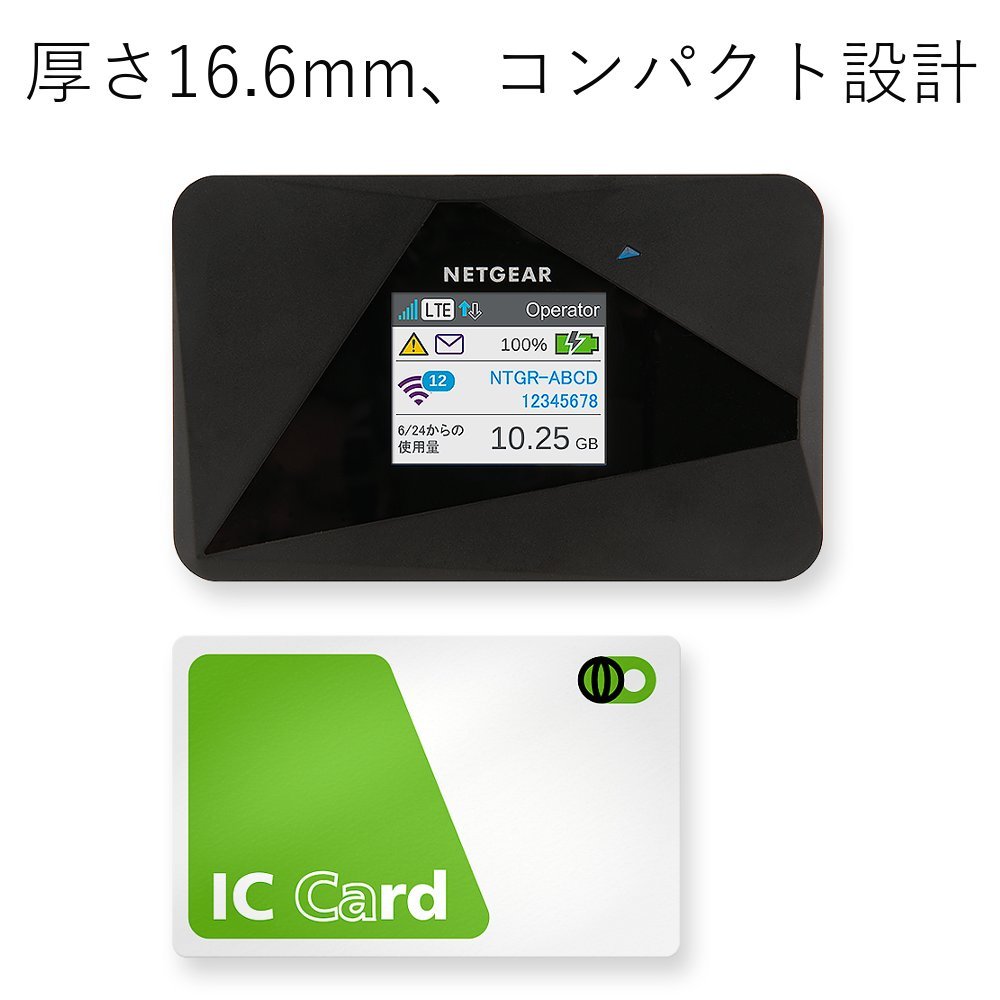 厚さ16.6mm、コンパクト設計
NETGEAR
LTE Operator
100%
12 NTGR-ABCD
12345678
6/24からの
使用量 10.25 GB
IC Card